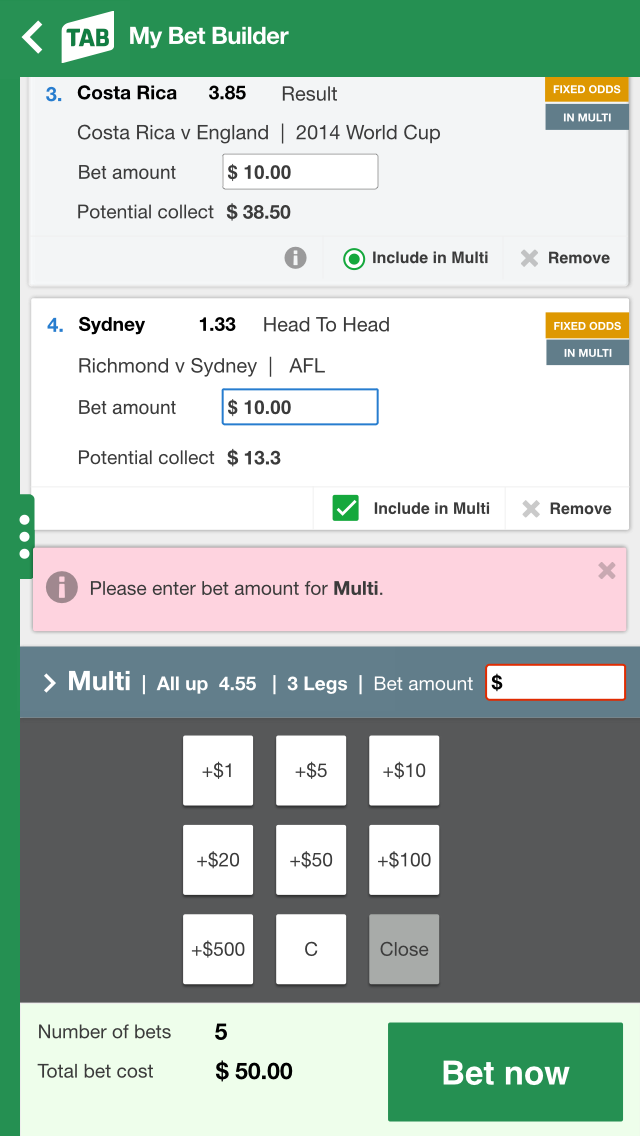 TAB My Bet Builder
3. Costa Rica 3.85 Result
FIXED ODDS
IN MULTI
Costa Rica v England | 2014 World Cup
Bet amount $ 10.00
Potential collect $ 38.50
Include in Multi Remove
4. Sydney 1.33 Head To Head
FIXED ODDS
IN MULTI
Richmond v Sydney | AFL
Bet amount $ 10.00
Potential collect $ 13.3
Include in Multi Remove
Please enter bet amount for Multi.
Multi | All up 4.55 | 3 Legs | Bet amount $
+$1 +$5 +$10
+$20 +$50 +$100
+$500 C Close
Number of bets 5
Total bet cost $ 50.00
Bet now